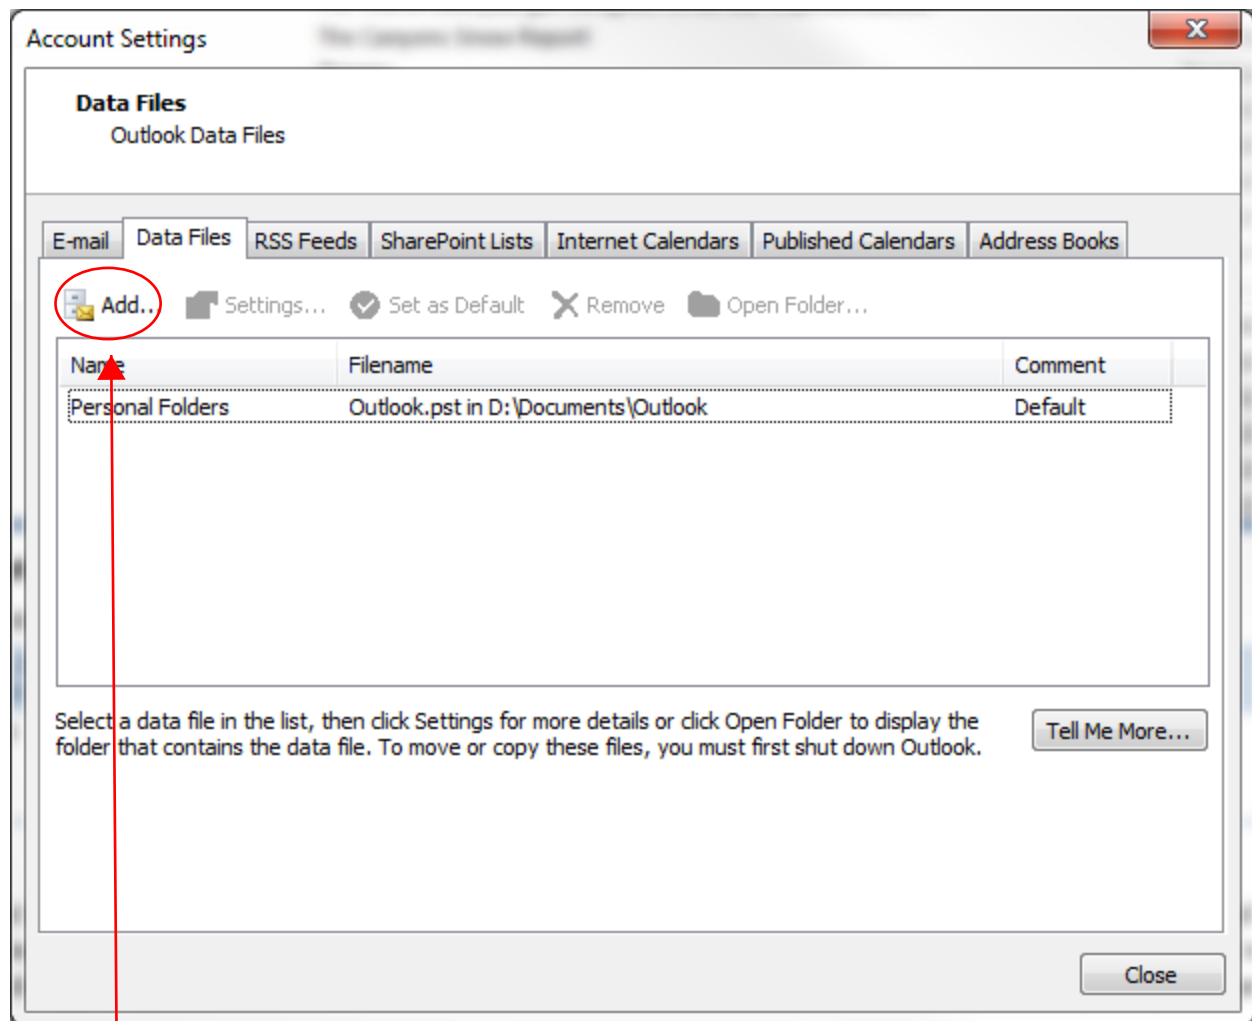 Account Settings
Data Files
Outlook Data Files
E-mail Data Files RSS Feeds SharePoint Lists Internet Calendars Published Calendars Address Books
Add... Settings... Set as Default Remove Open Folder...
Name Filename Comment
Personal Folders Outlook.pst in D:\Documents\Outlook Default
Select a data file in the list, then click Settings for more details or click Open Folder to display the
folder that contains the data file. To move or copy these files, you must first shut down Outlook.
Tell Me More...
Close